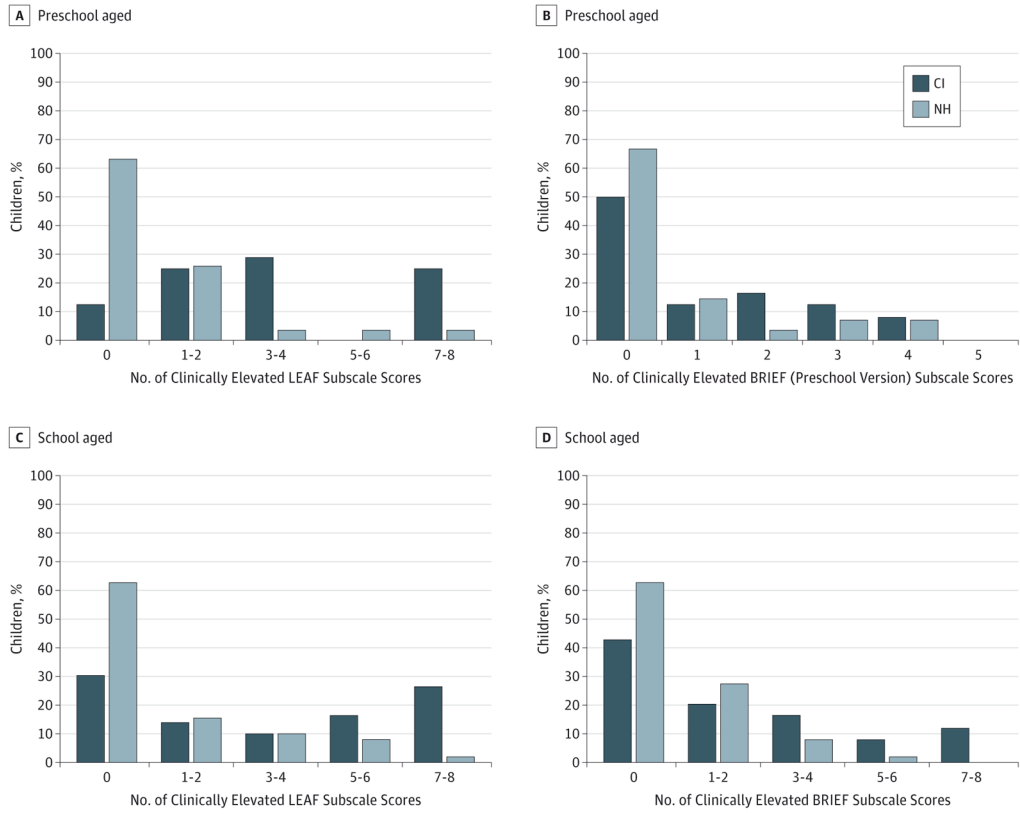 A Preschool aged
100
90
80
70
60
50
40
30
20
10
0
Children, %
0 1-2 3-4 5-6 7-8
No. of Clinically Elevated LEAF Subscale Scores
B Preschool aged
100
90
80
70
60
50
40
30
20
10
0
Children, %
CI
NH
0 1 2 3 4 5
No. of Clinically Elevated BRIEF (Preschool Version) Subscale Scores
C School aged
100
90
80
70
60
50
40
30
20
10
0
Children, %
0 1-2 3-4 5-6 7-8
No. of Clinically Elevated LEAF Subscale Scores
D School aged
100
90
80
70
60
50
40
30
20
10
0
Children, %
0 1-2 3-4 5-6 7-8
No. of Clinically Elevated BRIEF Subscale Scores